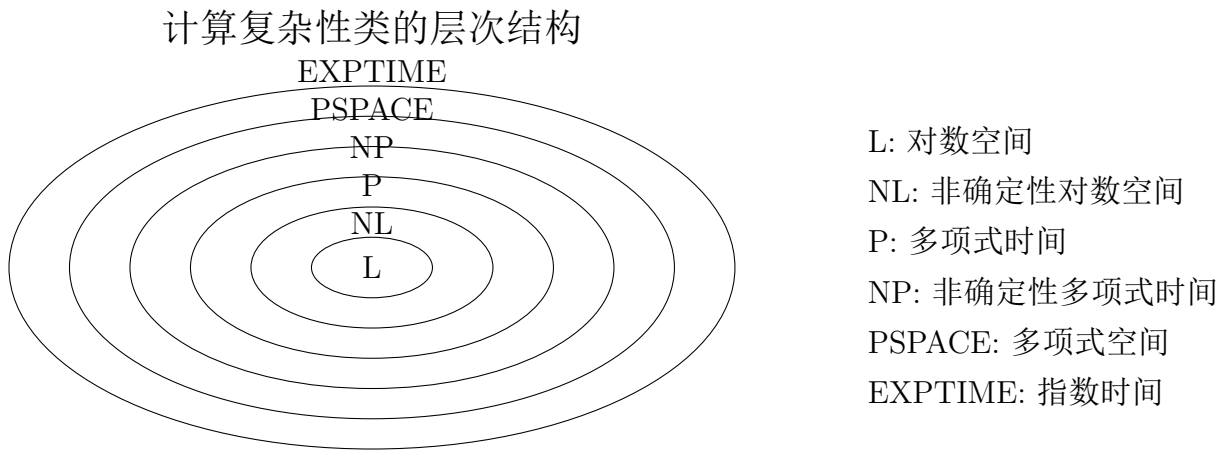 计算复杂性类的层次结构
EXPTIME
PSPACE
NP
P
NL
L
L: 对数空间
NL: 非确定性对数空间
P: 多项式时间
NP: 非确定性多项式时间
PSPACE: 多项式空间
EXPTIME: 指数时间